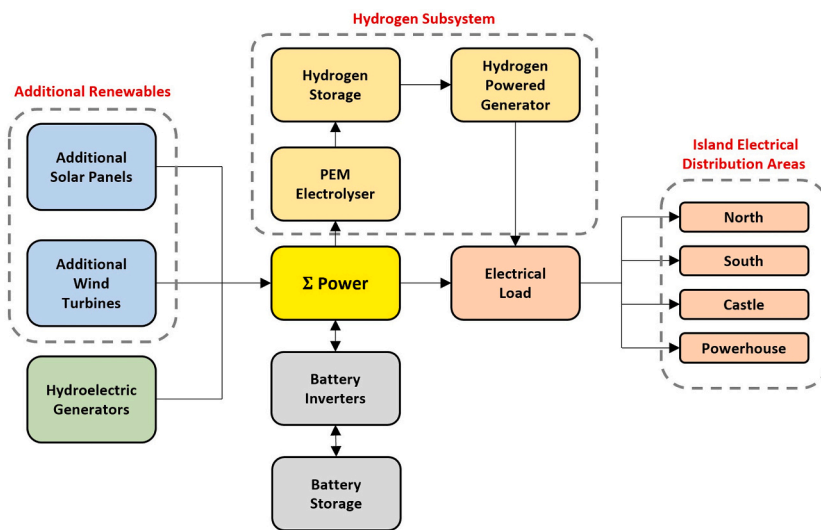 Hydrogen Subsystem
Additional Renewables
Hydrogen
Storage
Hydrogen
Powered
Generator
Additional
Solar Panels
PEM
Electrolyser
Island Electrical
Distribution Areas
North
South
Castle
Powerhouse
Additional
Wind
Turbines
Σ Power
Electrical
Load
Hydroelectric
Generators
Battery
Inverters
Battery
Storage